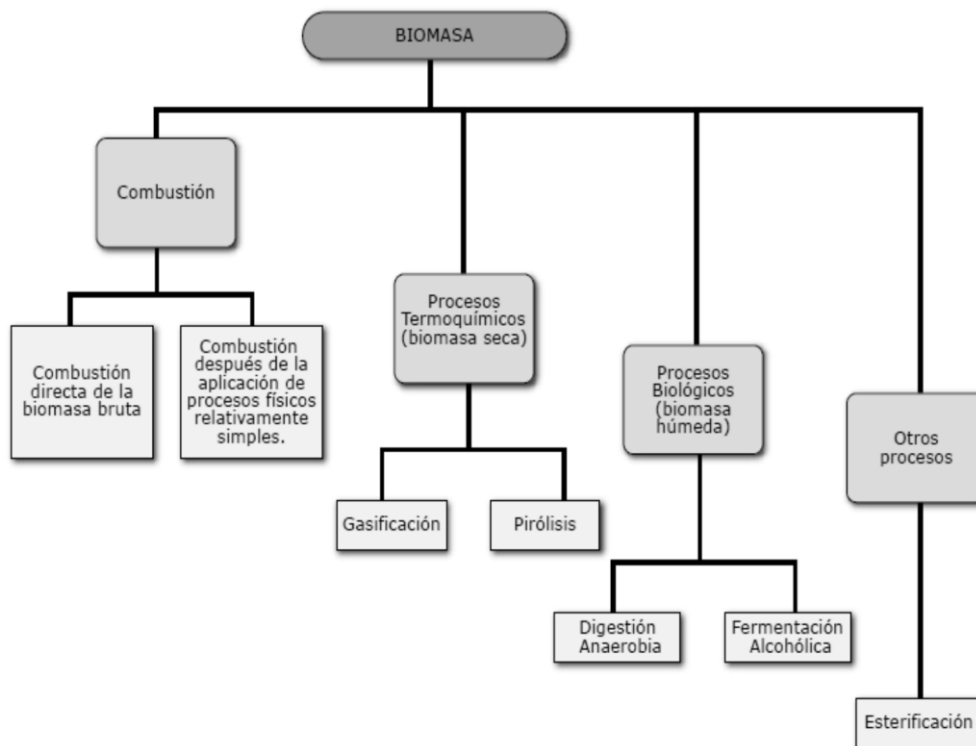 BIOMASA
Combustión
Combustión
directa de la
biomasa bruta
Combustión
después de la
aplicación de
procesos físicos
relativamente
simples.
Procesos
Termoquímicos
(biomasa seca)
Gasificación
Pirólisis
Procesos
Biológicos
(biomasa
húmeda)
Digestión
Anaerobia
Fermentación
Alcohólica
Otros
procesos
Esterificación